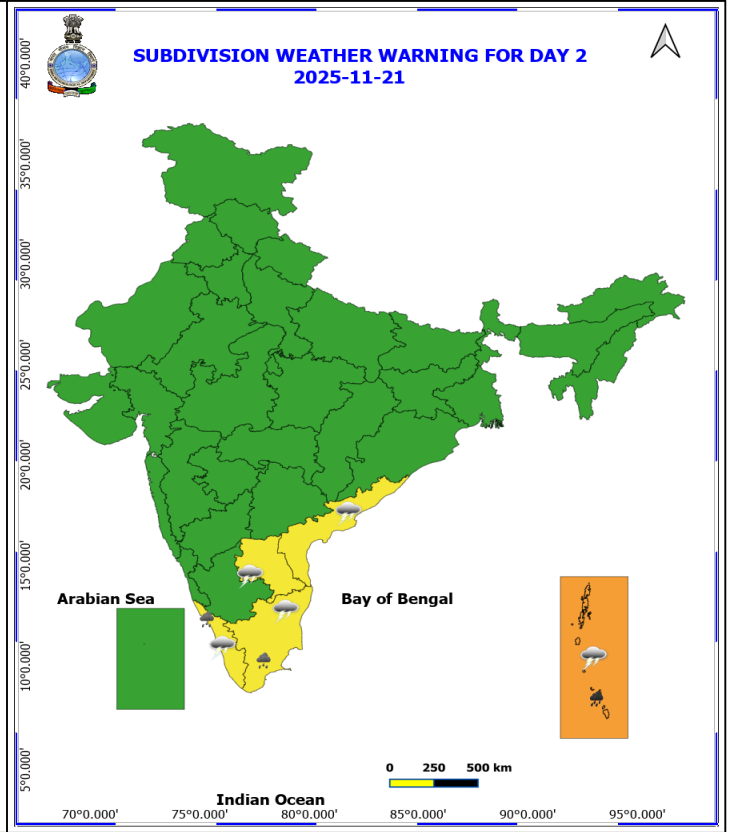 SUBDIVISION WEATHER WARNING FOR DAY 2
2025-11-21
40°0.000'
35°0.000'
30°0.000'
25°0.000'
20°0.000'
15°0.000'
10°0.000'
5°0.000'
Arabian Sea
Bay of Bengal
0 250 500 km
Indian Ocean
70°0.000' 75°0.000' 80°0.000' 85°0.000' 90°0.000' 95°0.000'